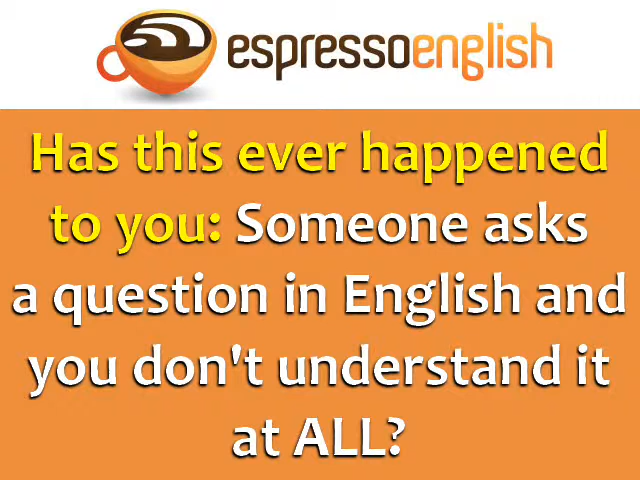 espressoenglish
Has this ever happened
to you: Someone asks
a question in English and
you don't understand it
at ALL?